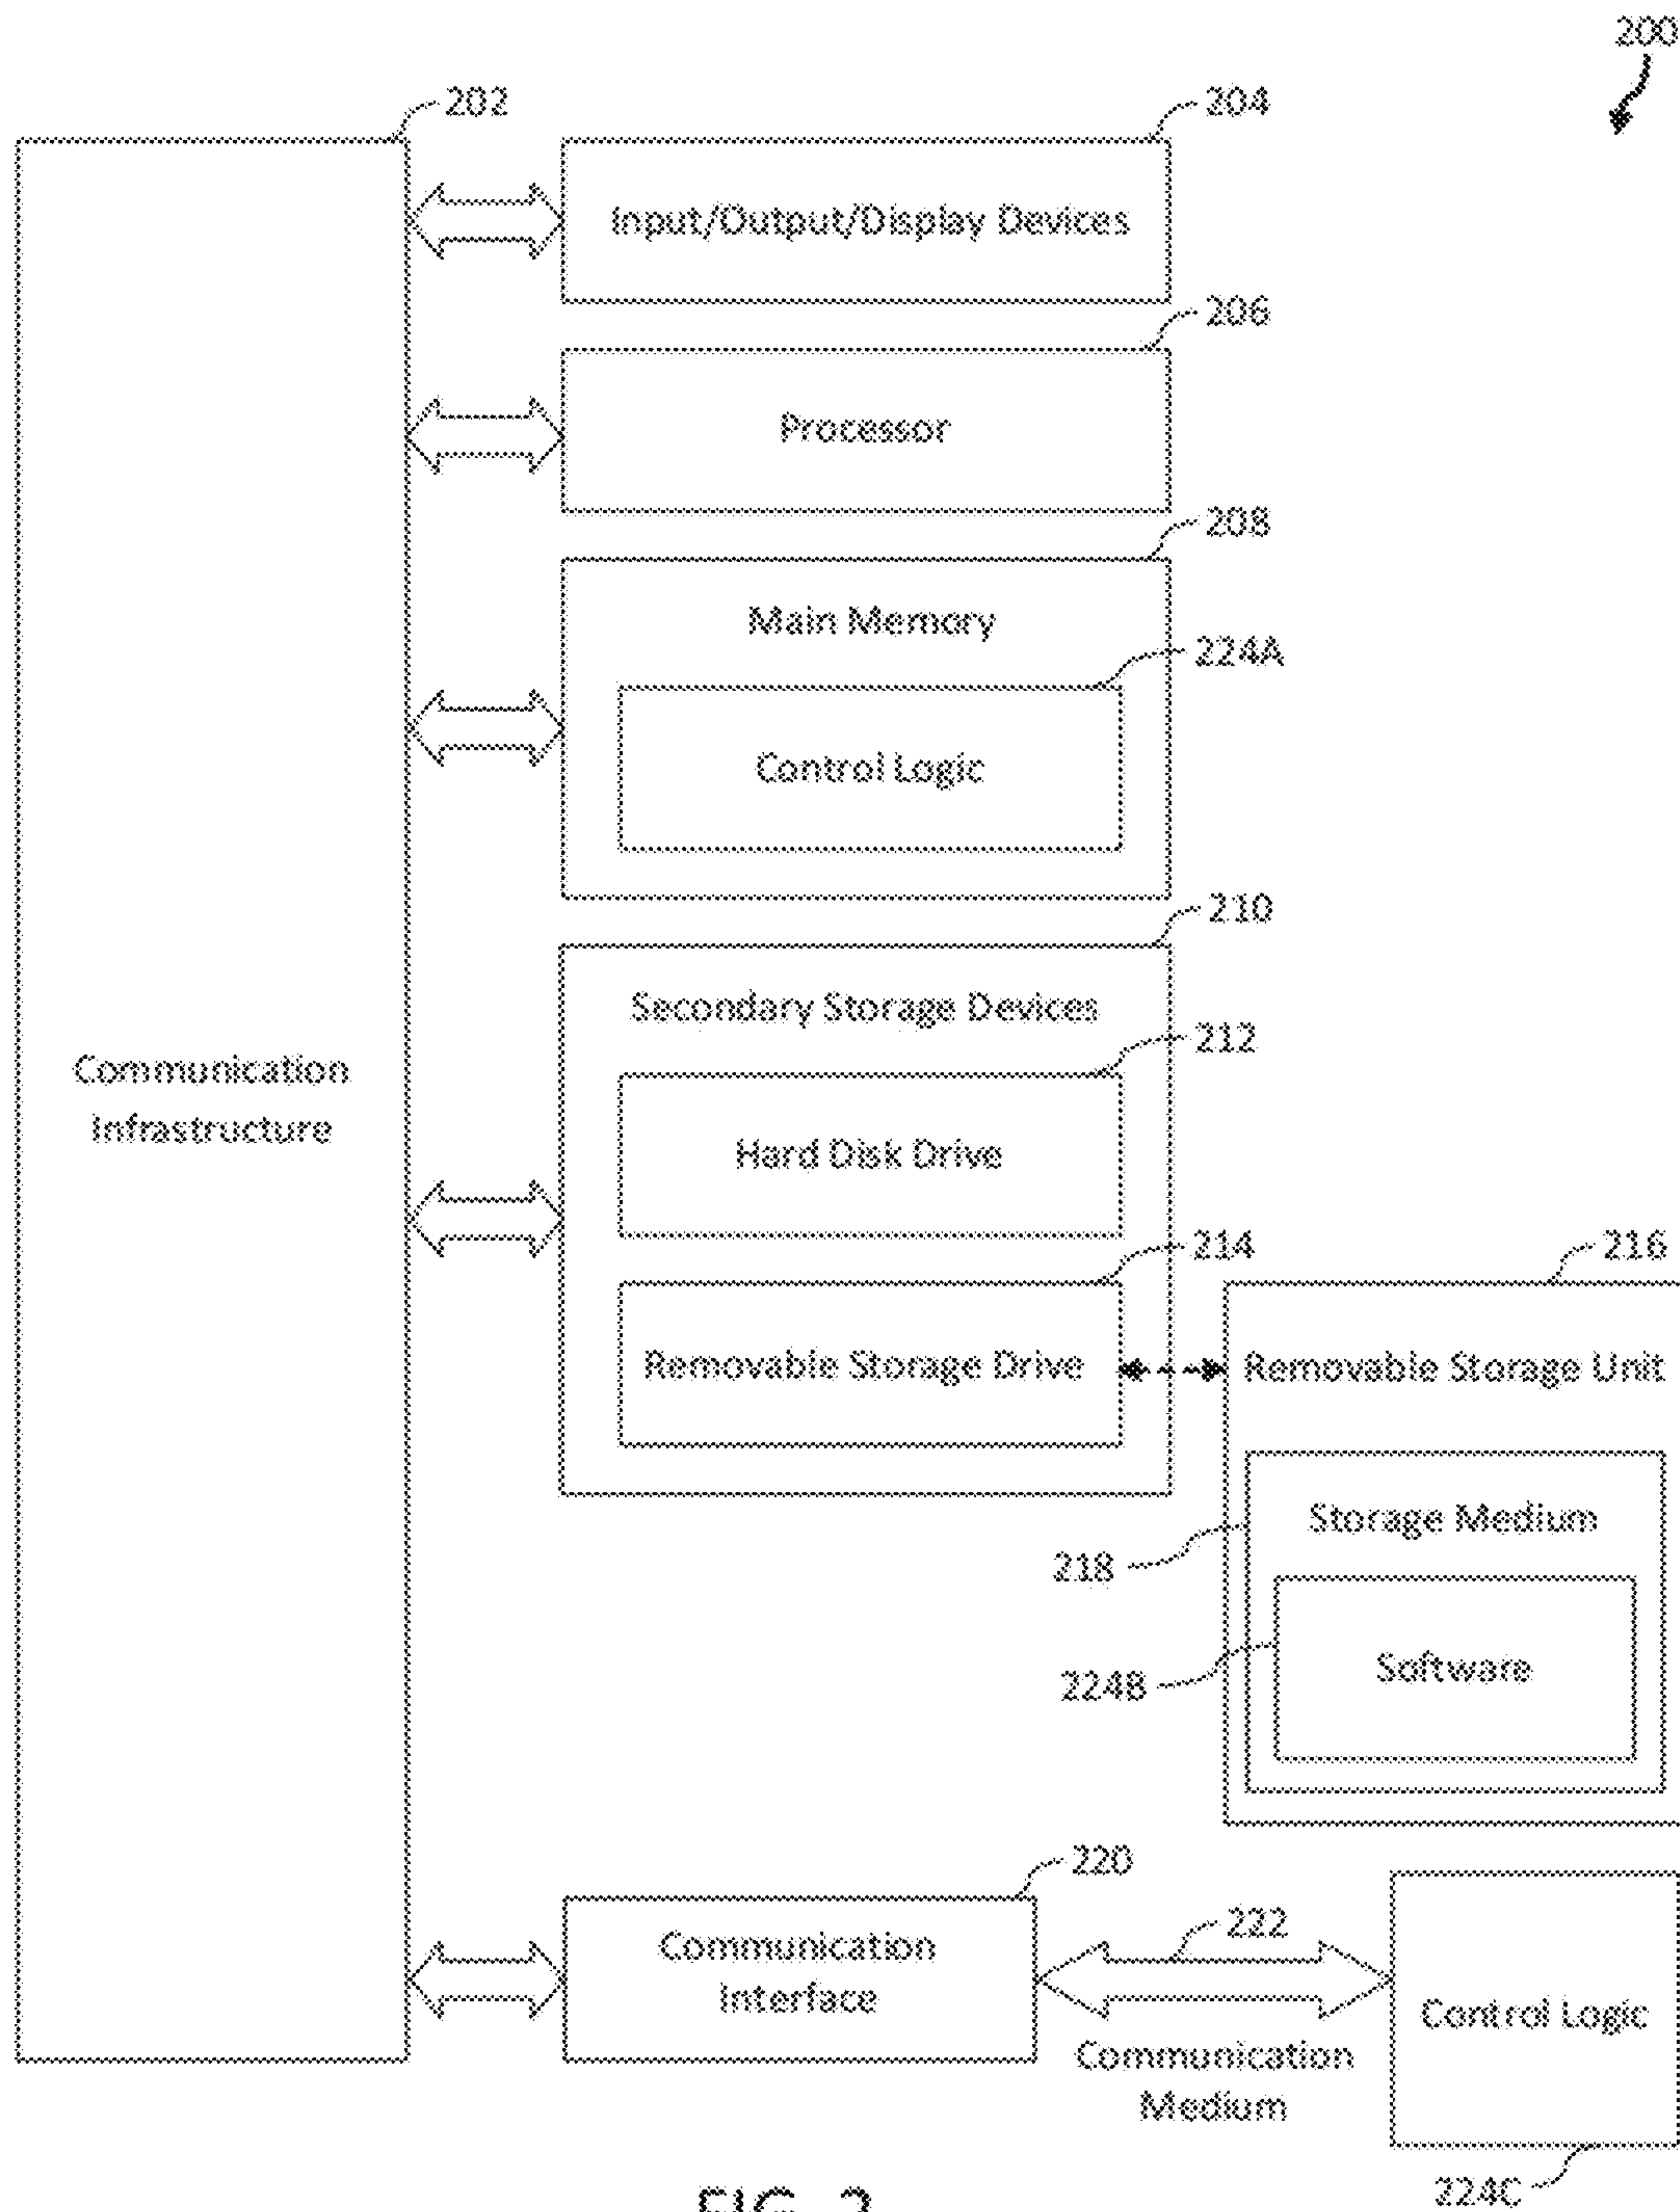 200
202
204
Input/Output/Display Devices
206
Processor
208
Main Memory
224A
Control Logic
210
Secondary Storage Devices
212
Communication
Infrastructure
Hard Disk Drive
214
216
Removable Storage Drive
Removable Storage Unit
Storage Medium
218
Software
224B
220
222
Communication
Interface
Control Logic
Communication
Medium
224C
FIG. 2